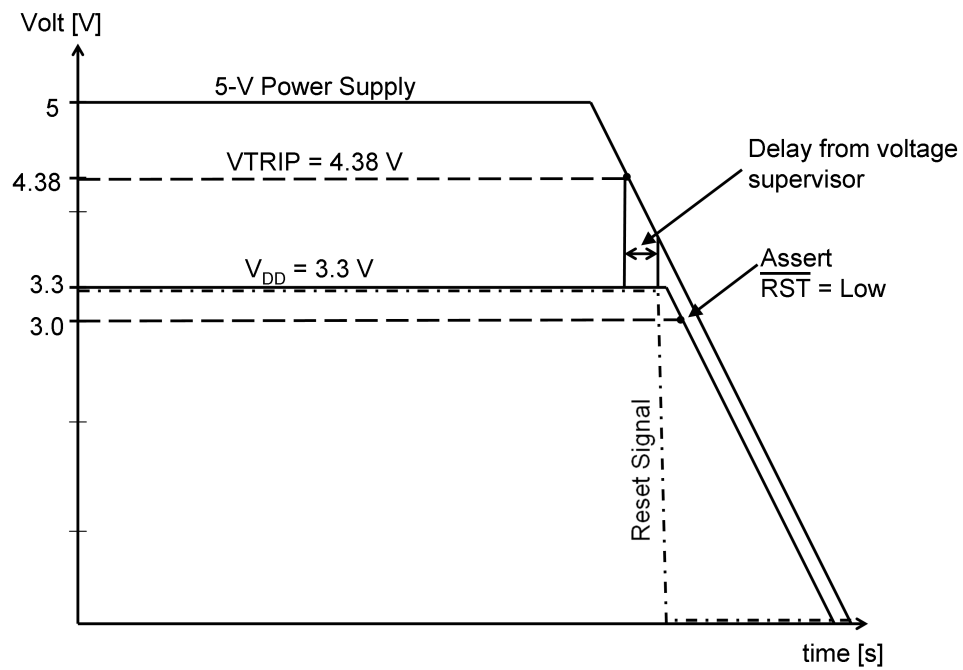 Volt [V]
5-V Power Supply
5
VTRIP = 4.38 V
4.38
Delay from voltage
supervisor
VDD = 3.3 V
3.3
Assert
RST = Low
3.0
Reset Signal
time [s]